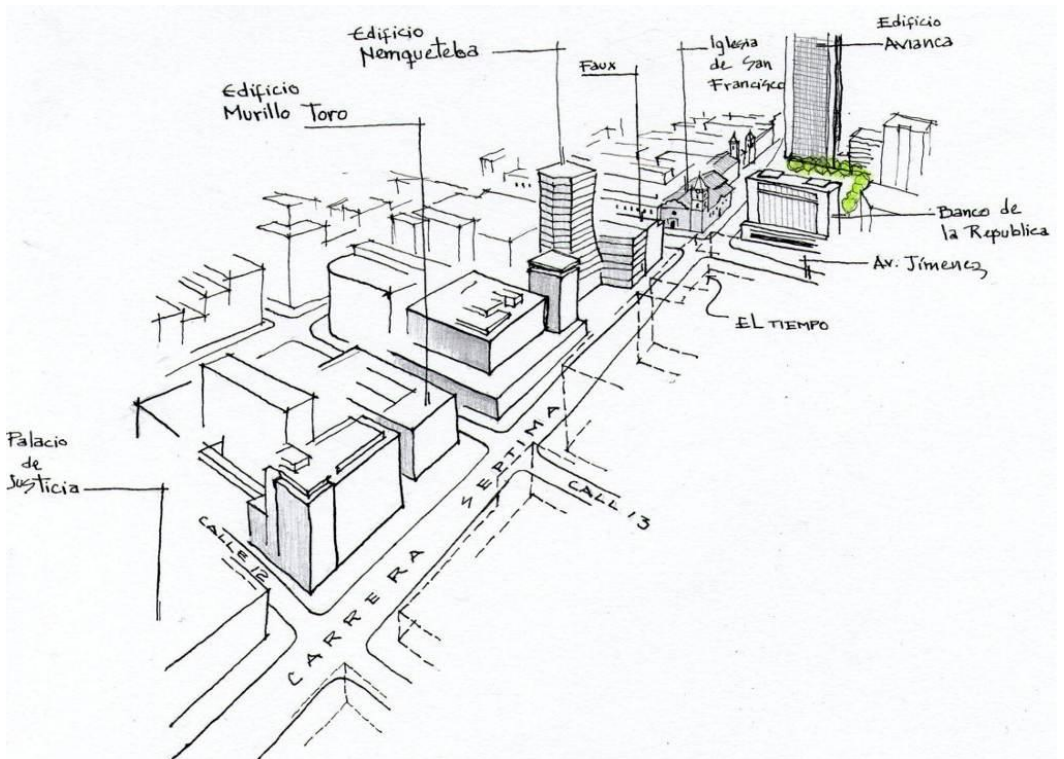 Edificio
Nemqueteba
Edificio
Murillo Toro
Faux
Iglesia
de San
Francisco
Edificio
Avianca
Banco de
la Republica
Av. Jimenez
EL TIEMPO
Palacio
de
Justicia
CALLE 12
CARRERA SEPTIMA
CALL 13